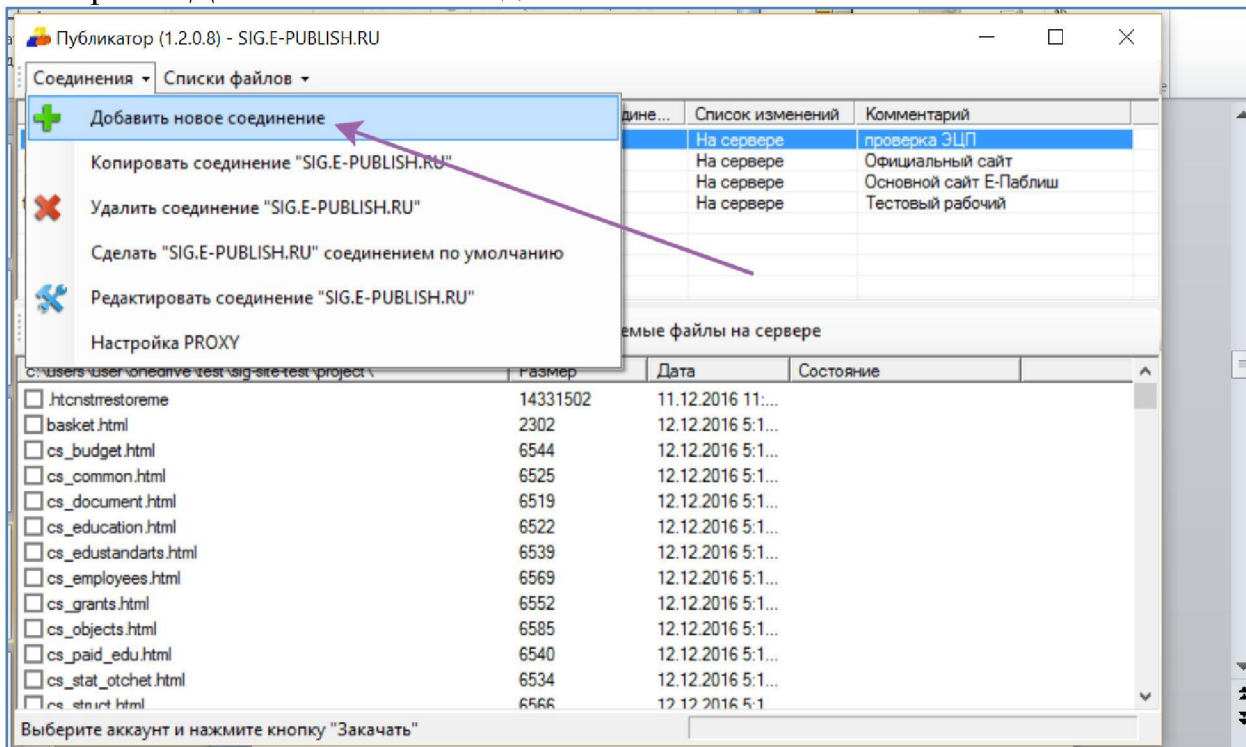 Публикатор (1.2.0.8) - SIG.E-PUBLISH.RU
Соединения Списки файлов
Добавить новое соединение
Копировать соединение "SIG.E-PUBLISH.RU"
Удалить соединение "SIG.E-PUBLISH.RU"
Сделать "SIG.E-PUBLISH.RU" соединением по умолчанию
Редактировать соединение "SIG.E-PUBLISH.RU"
Настройка PROXY
Список изменений Комментарий
На сервере проверка ЭЦП
На сервере Официальный сайт
На сервере Основной сайт Е-Паблиш
На сервере Тестовый рабочий
файлы на сервере
Размер Дата Состояние
.htcnstrrestoreme 14331502 11.12.2016 11:...
basket.html 2302 12.12.2016 5:1...
cs_budget.html 6544 12.12.2016 5:1...
cs_common.html 6525 12.12.2016 5:1...
cs_document.html 6519 12.12.2016 5:1...
cs_education.html 6522 12.12.2016 5:1...
cs_edustandarts.html 6539 12.12.2016 5:1...
cs_employees.html 6569 12.12.2016 5:1...
cs_grants.html 6552 12.12.2016 5:1...
cs_objects.html 6585 12.12.2016 5:1...
cs_paid_edu.html 6540 12.12.2016 5:1...
cs_stat_otchet.html 6534 12.12.2016 5:1...
cs_struct.html 6566 12.12.2016 5:1
Выберите аккаунт и нажмите кнопку "Закачать"